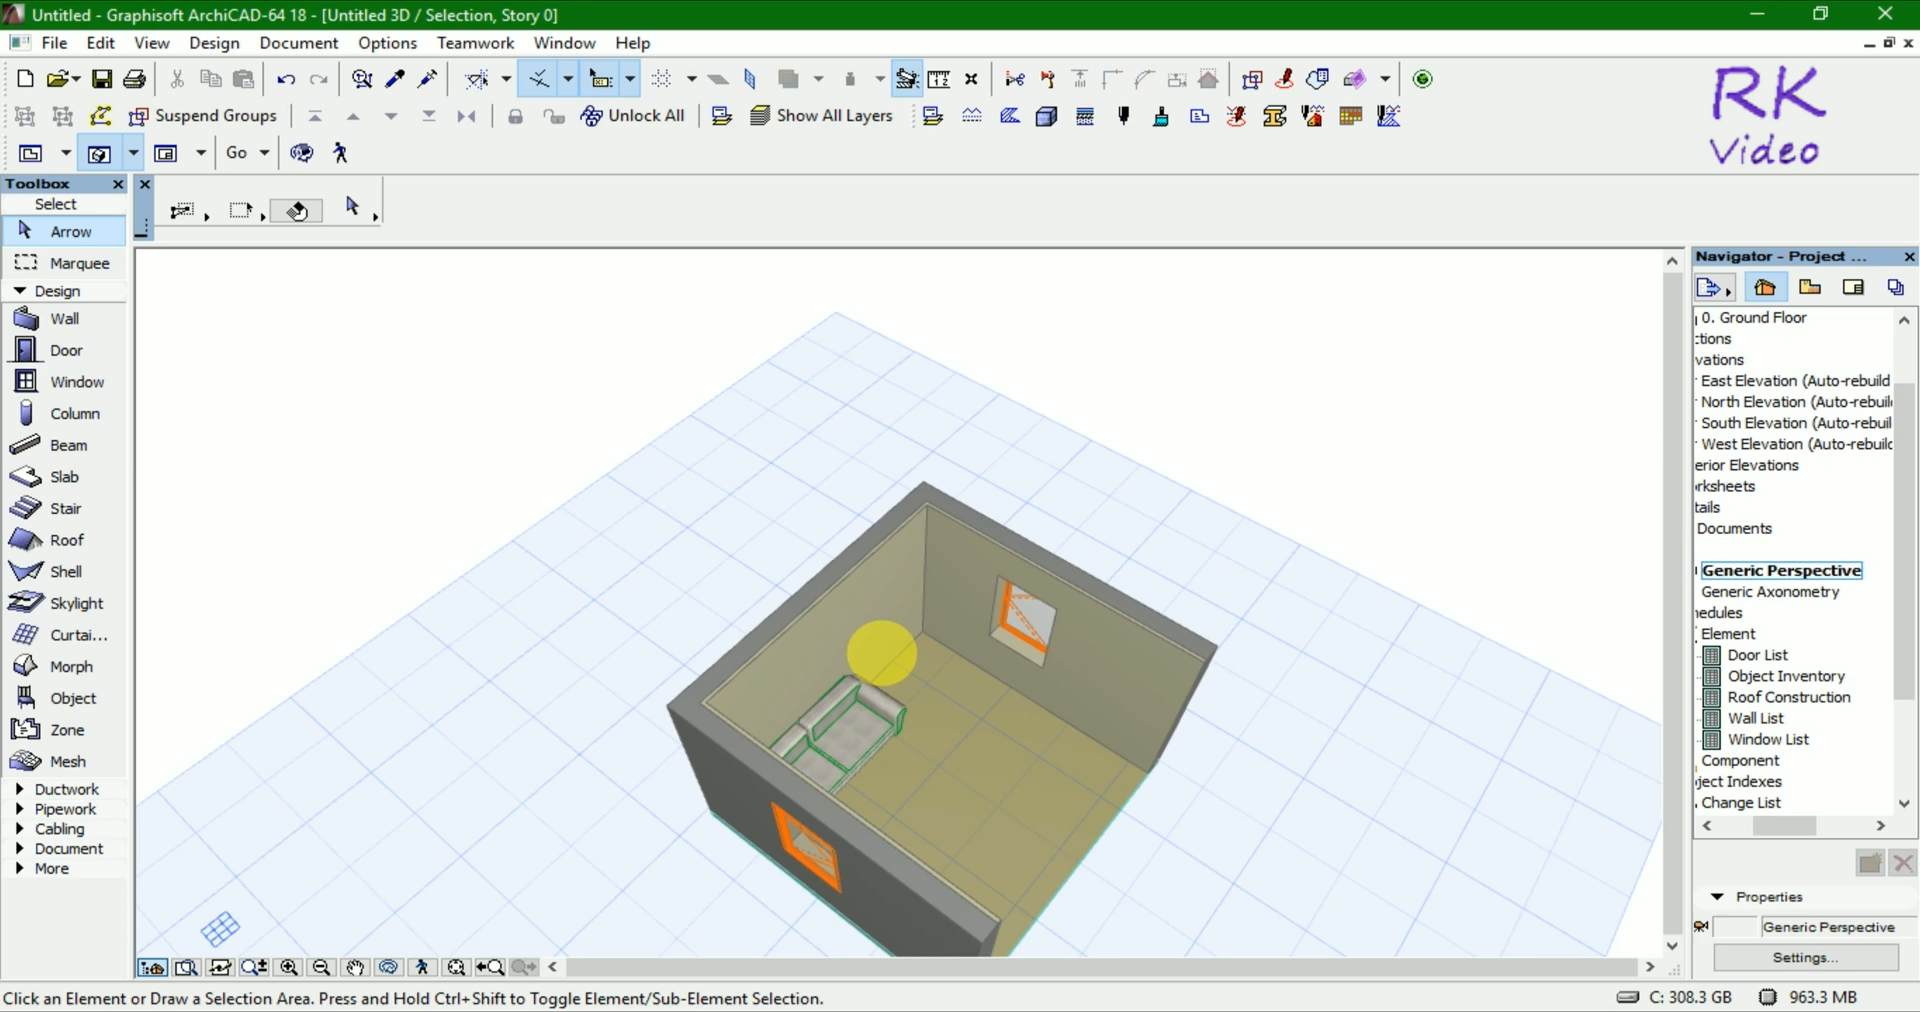 Untitled - Graphisoft ArchiCAD-64 18 - [Untitled 3D / Selection, Story 0]
File Edit View Design Document Options Teamwork Window Help
RK
Video
Suspend Groups
Unlock All
Show All Layers
Go
Toolbox
Select
Arrow
Marquee
Design
Wall
Door
Window
Column
Beam
Slab
Stair
Roof
Shell
Skylight
Curtai...
Morph
Object
Zone
Mesh
Ductwork
Pipework
Cabling
Document
More
Navigator - Project ...
0. Ground Floor
tions
vations
East Elevation (Auto-rebuild
North Elevation (Auto-rebuil
South Elevation (Auto-rebuil
West Elevation (Auto-rebuild
erior Elevations
rksheets
tails
Documents
Generic Perspective
Generic Axonometry
edules
Element
Door List
Object Inventory
Roof Construction
Wall List
Window List
Component
ject Indexes
Change List
Properties
Generic Perspective
Settings...
Click an Element or Draw a Selection Area. Press and Hold Ctrl+Shift to Toggle Element/Sub-Element Selection.
C: 308.3 GB
963.3 MB